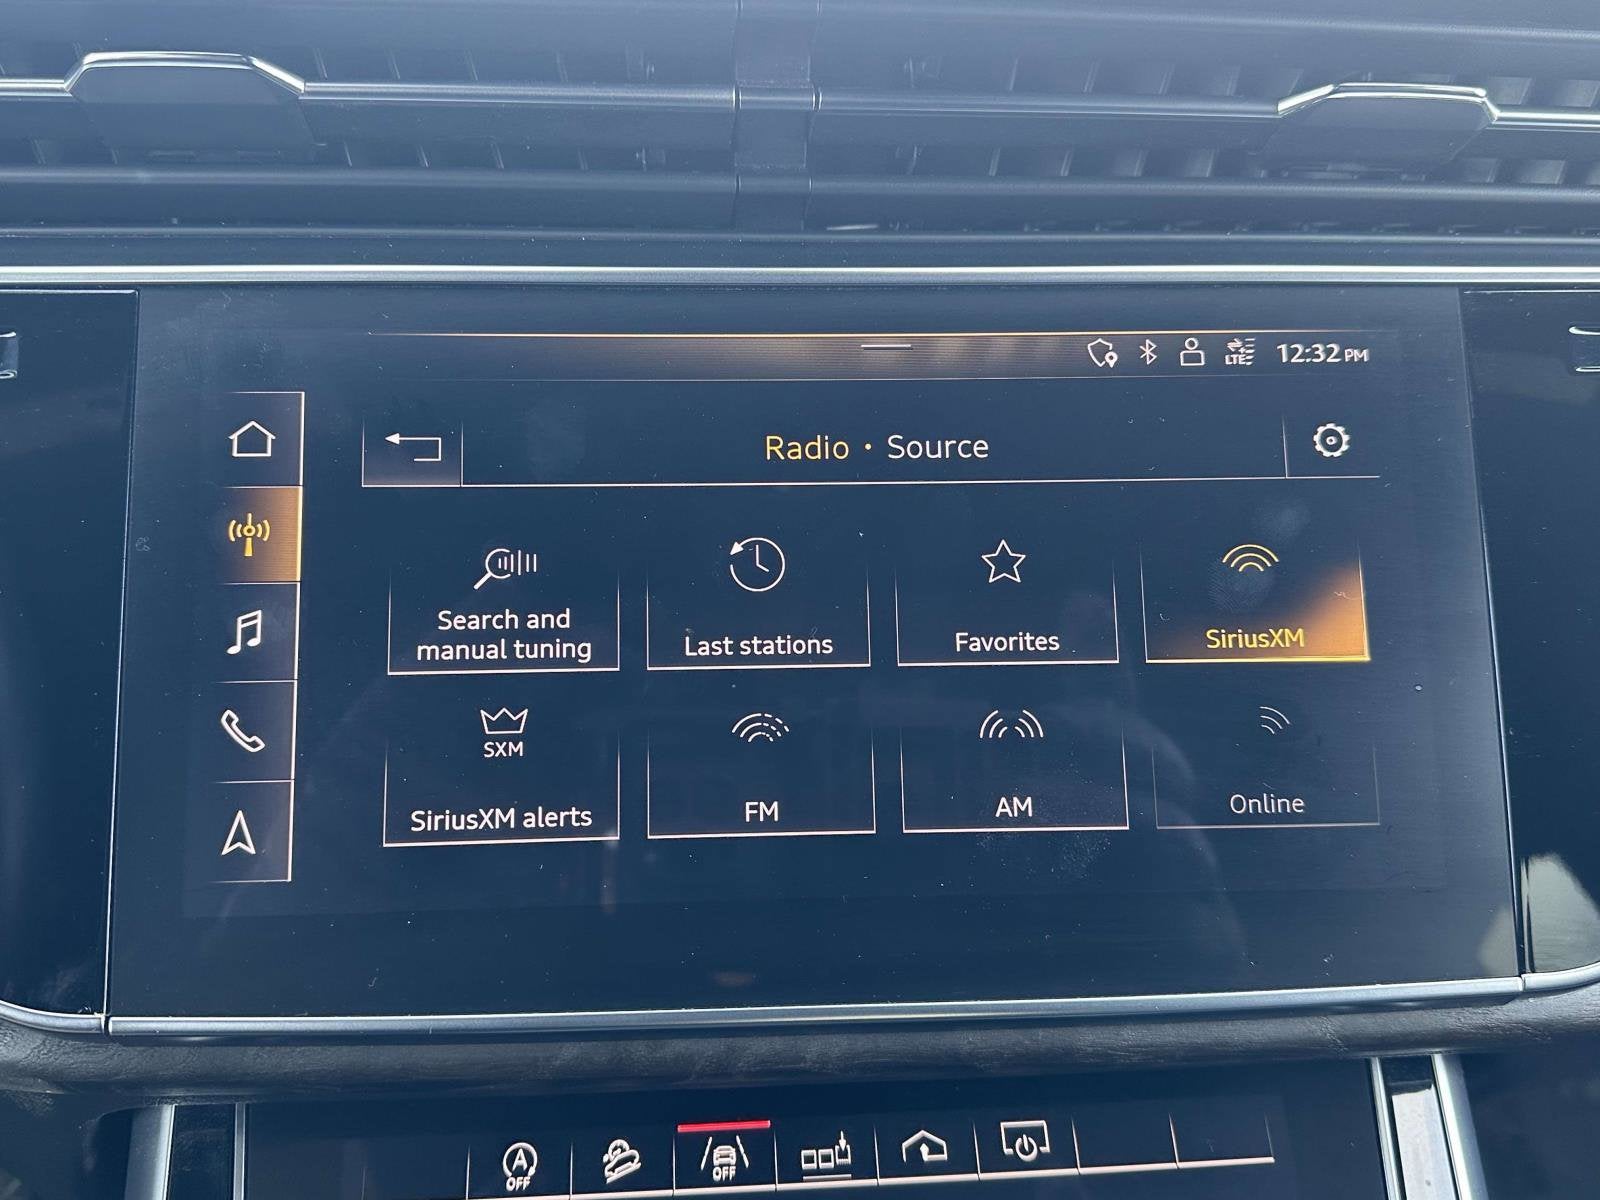 LTE 12:32 PM
Radio • Source
Search and
manual tuning
Last stations
Favorites
SiriusXM
SXM
SiriusXM alerts
FM
AM
Online
A
OFF
OFF